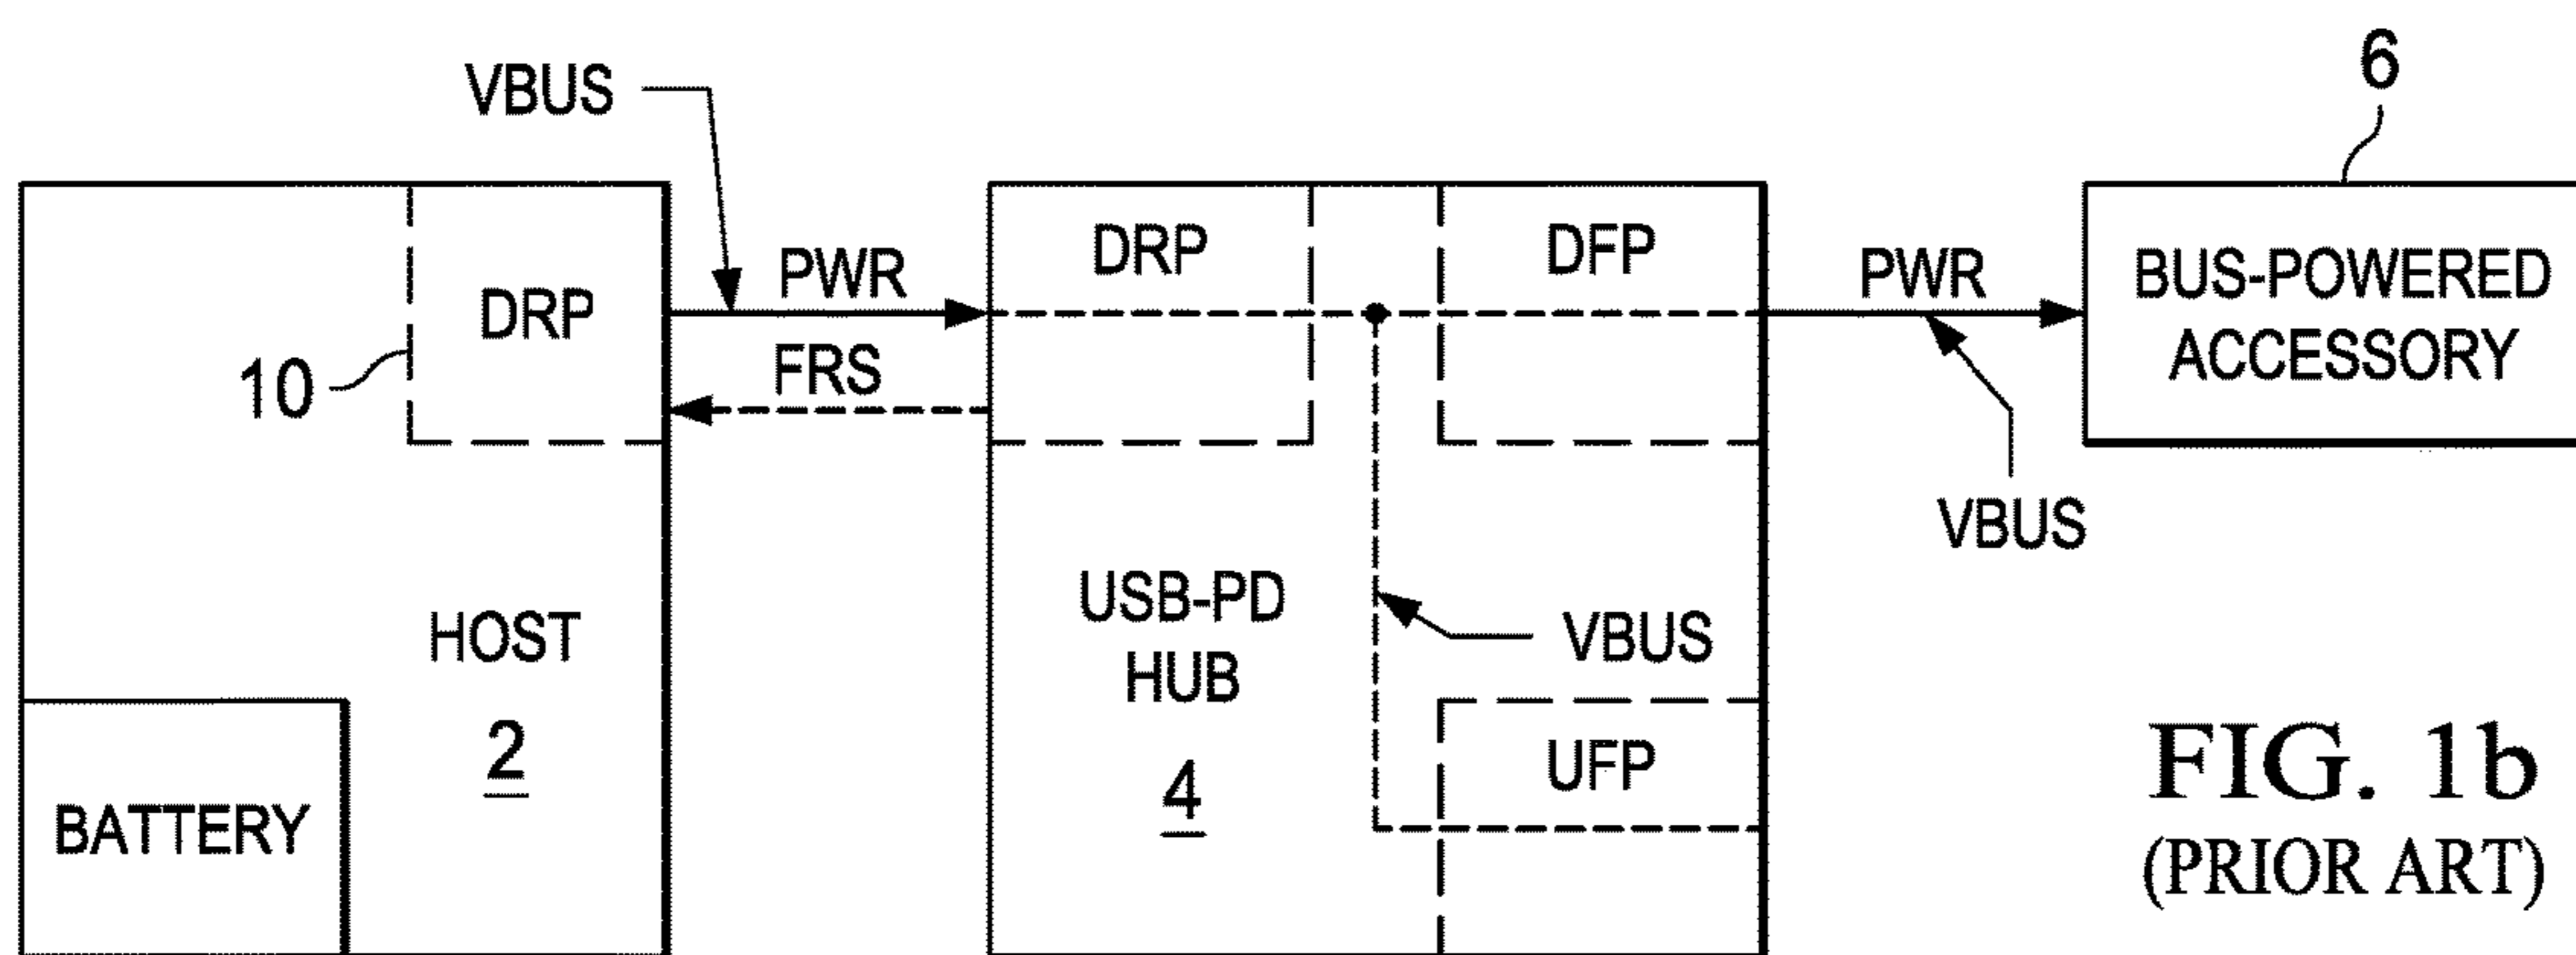 6
VBUS
PWR
FRS
DRP
10
HOST
2
BATTERY
DRP
DFP
USB-PD
HUB
4
VBUS
UFP
PWR
VBUS
BUS-POWERED
ACCESSORY
FIG. 1b
(PRIOR ART)